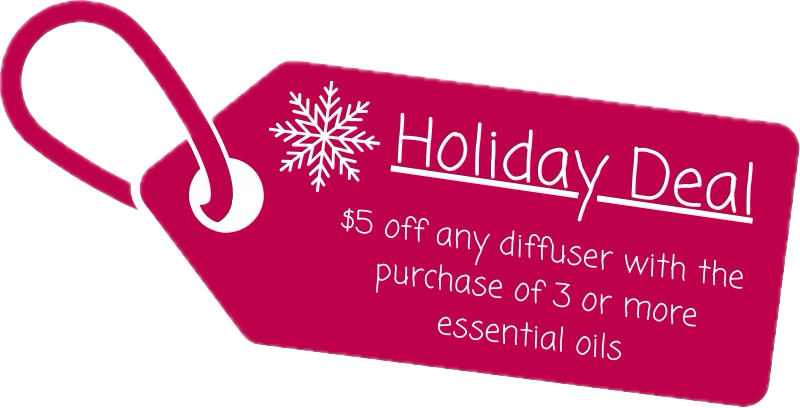 Holiday Deal
$5 off any diffuser with the
purchase of 3 or more
essential oils